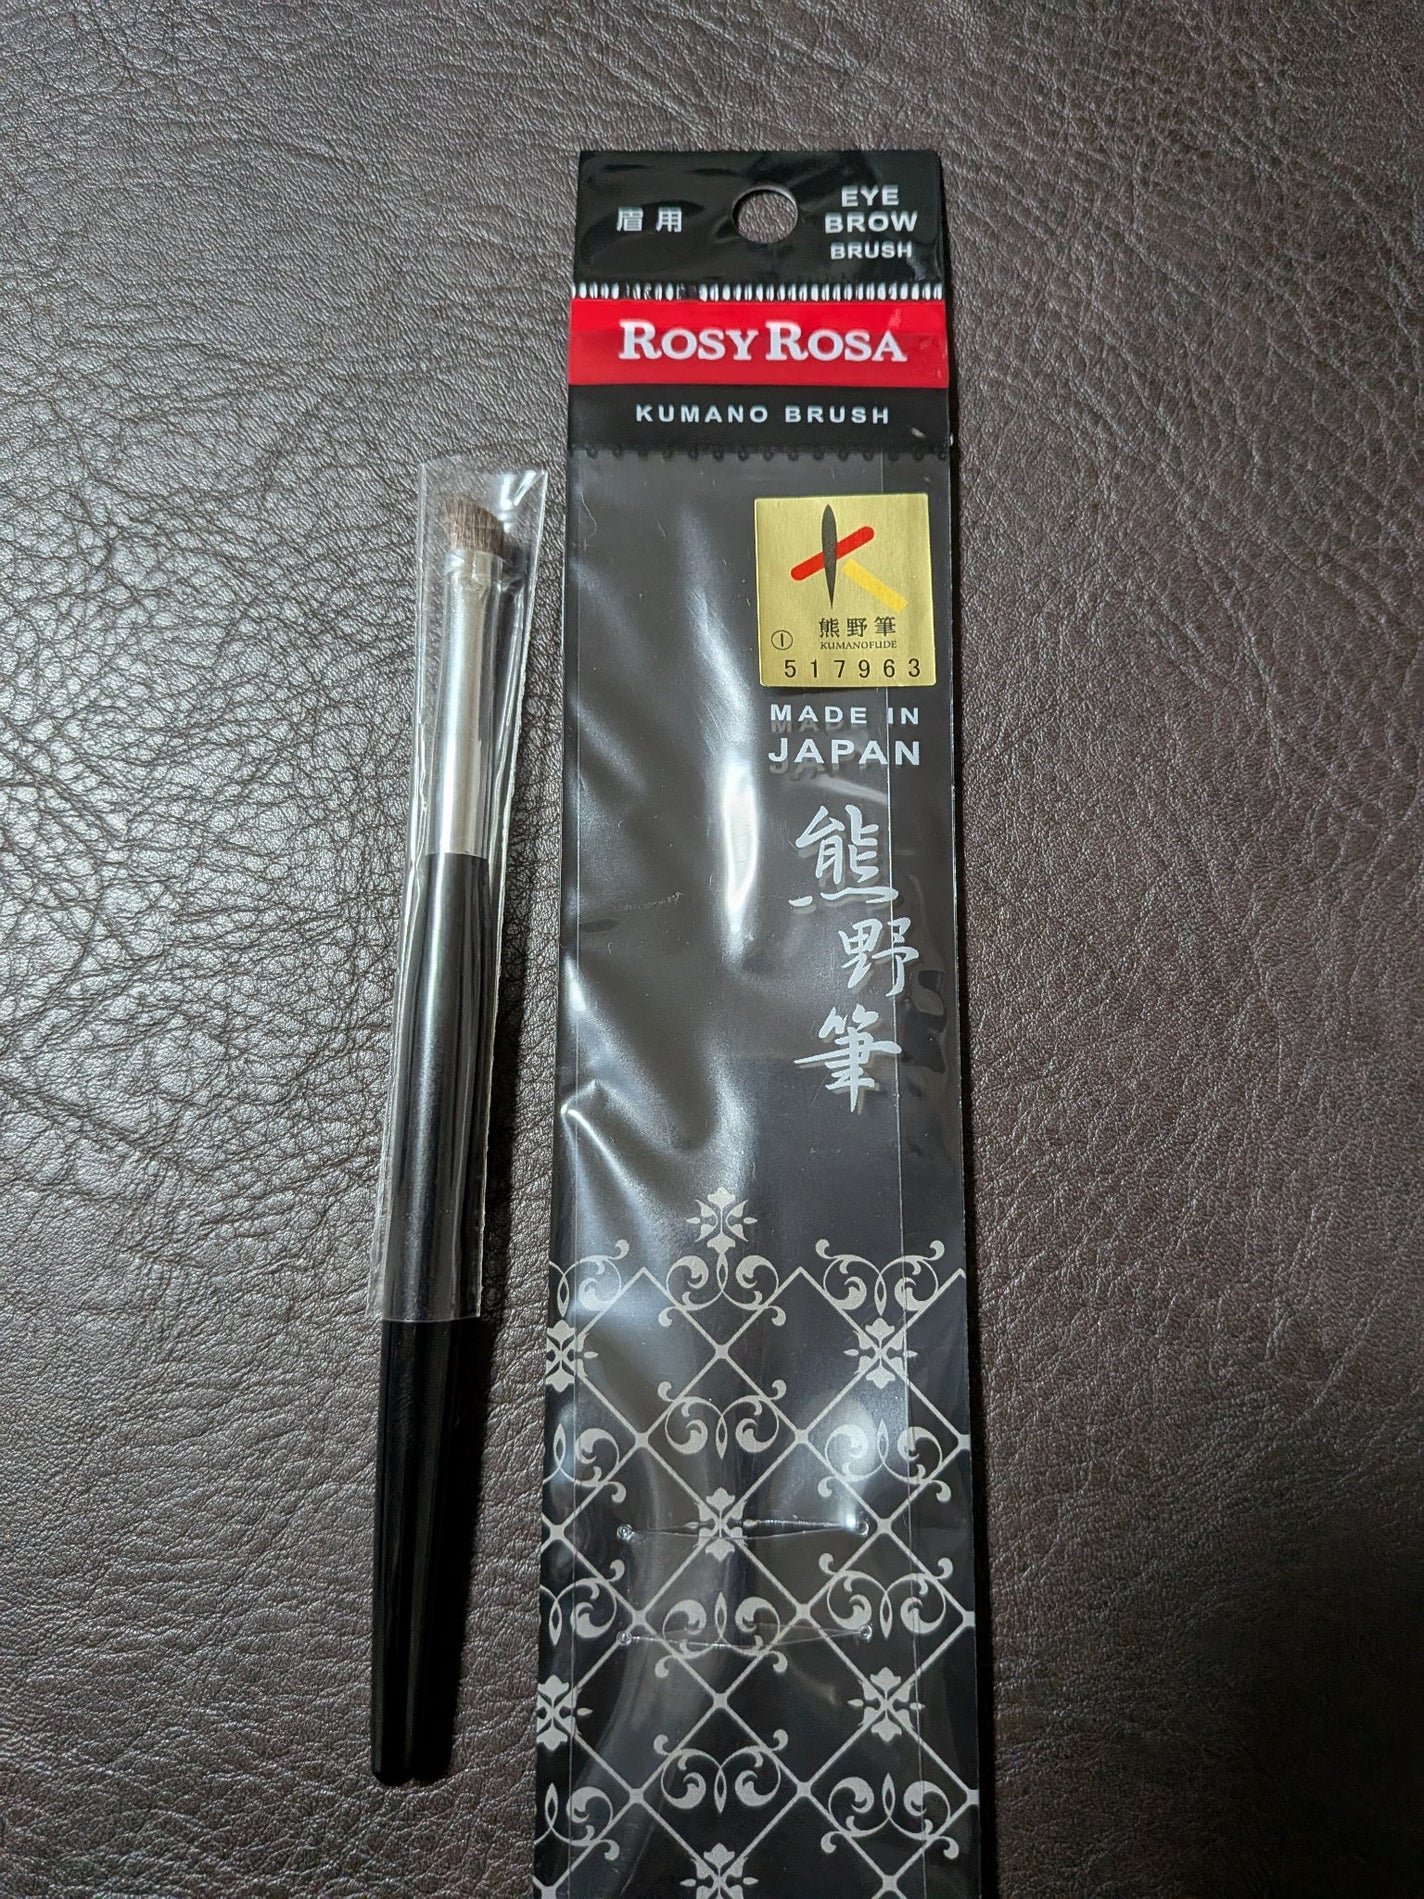 眉用
EYE
BROW
BRUSH
ROSY ROSA
KUMANO BRUSH
熊野筆
KUMANOFUDE
① 517963
MADE IN
JAPAN
熊野筆